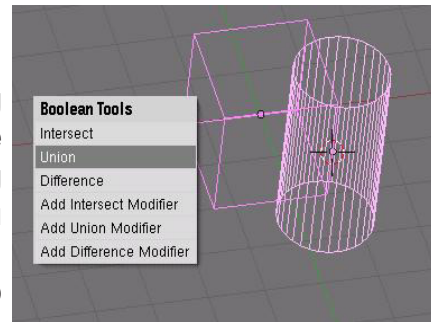 Boolean Tools
Intersect
Union
Difference
Add Intersect Modifier
Add Union Modifier
Add Difference Modifier